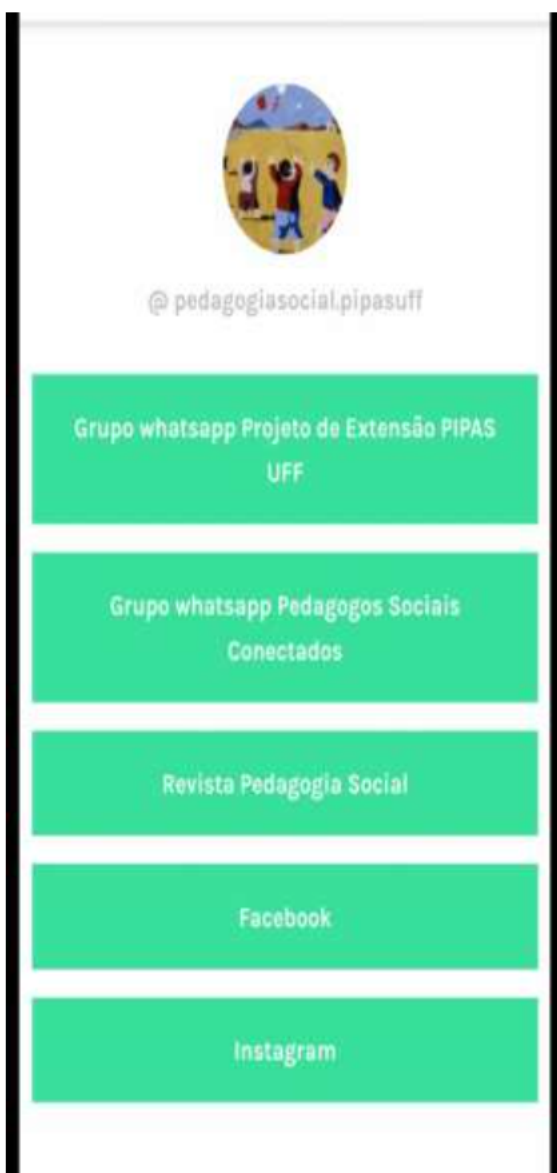 @ pedagogiasocial.pipasuff
Grupo whatsapp Projeto de Extensão PIPAS
UFF
Grupo whatsapp Pedagogos Sociais
Conectados
Revista Pedagogia Social
Facebook
Instagram